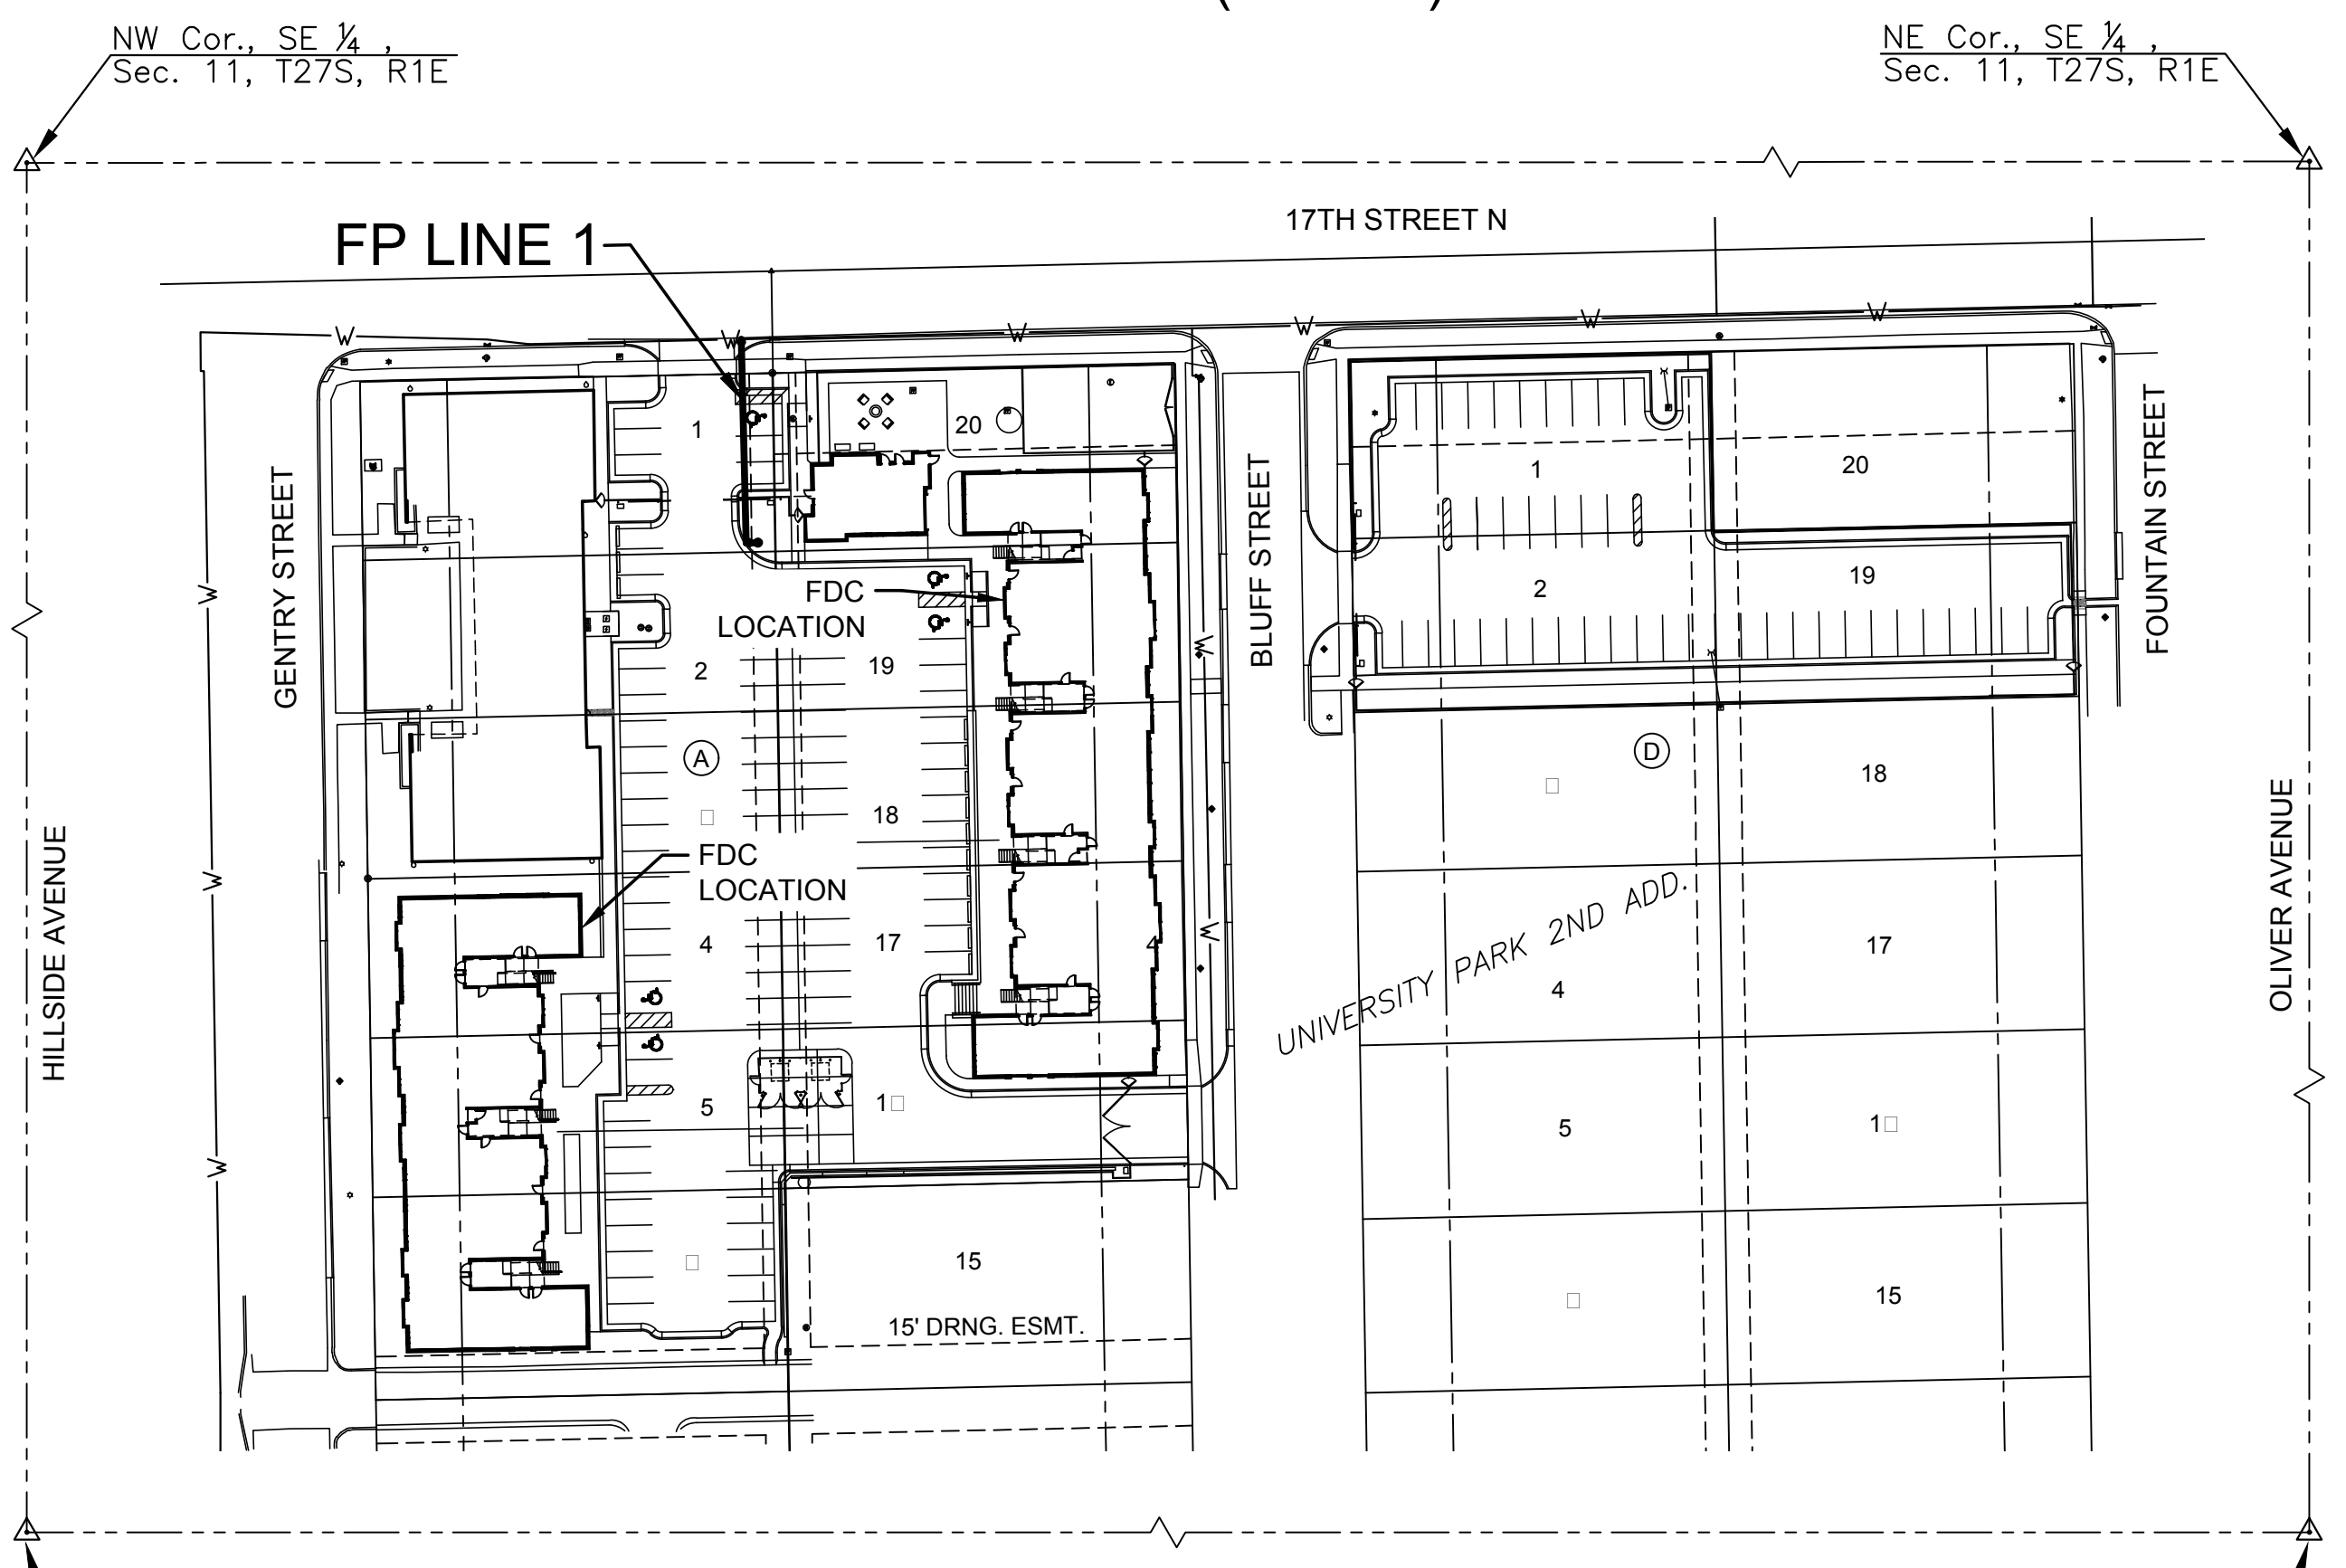 NW Cor., SE ¼ ,
Sec. 11, T27S, R1E
NE Cor., SE ¼ ,
Sec. 11, T27S, R1E
17TH STREET N
FP LINE 1
W
W
W
W
W
W
1
20
1
20
GENTRY STREET
BLUFF STREET
FOUNTAIN STREET
FDC
LOCATION
2
19
2
19
W
W
A
D
18
18
HILLSIDE AVENUE
OLIVER AVENUE
FDC
LOCATION
W
W
4
17
4
UNIVERSITY PARK 2ND ADD.
17
4
5
1
5
1
W
15
15
15' DRNG. ESMT.